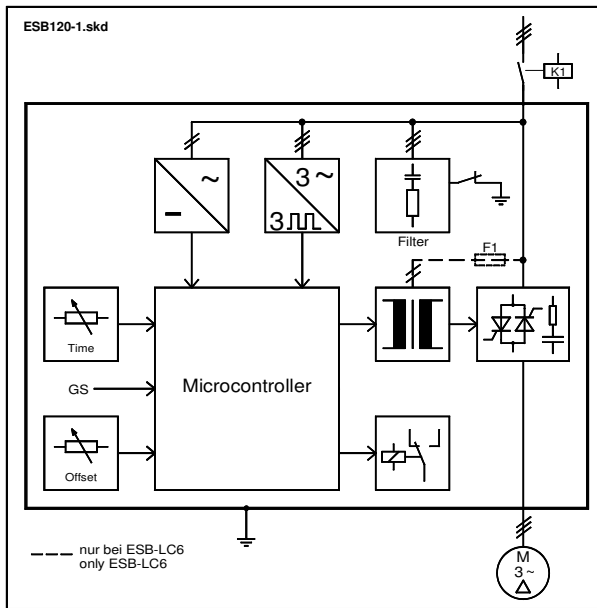 ESB120-1.skd
K1
~
-
3~
3
Filter
F1
Time
GS
Microcontroller
Offset
nur bei ESB-LC6
only ESB-LC6
M
3~